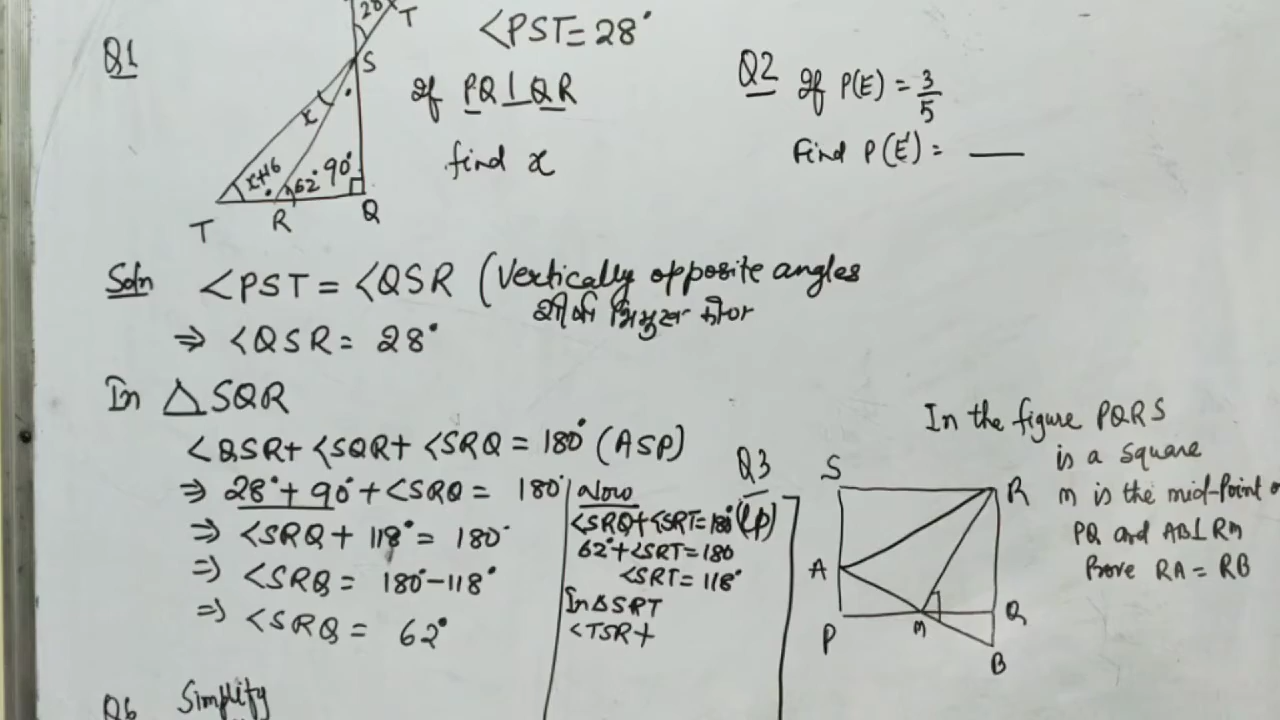 Q1
28
T
<PST=28°
S
If PQ⊥QR
find x
x
x+16
62°
90°
T
R
Q
Q2 If P(E) = 3/5
Find P(E') = __
Soln <PST = <QSR (Vertically opposite angles
⇒ <QSR = 28°
In △SQR
<QSR+ <SQR+ <SRQ = 180° (ASP)
⇒ 28°+90°+<SRQ = 180
⇒ <SRQ + 118° = 180°
⇒ <SRQ = 180°-118°
⇒ <SRQ = 62°
Now
<SRQ+<SRT=180° (LP)
62°+<SRT=180
<SRT=118°
In △SRT
<TSR+
Q3
In the figure PQRS
is a square
M is the mid-Point o
PQ and AB⊥RM
Prove RA = RB
S
R
A
P
M
Q
B
Q6 Simplify